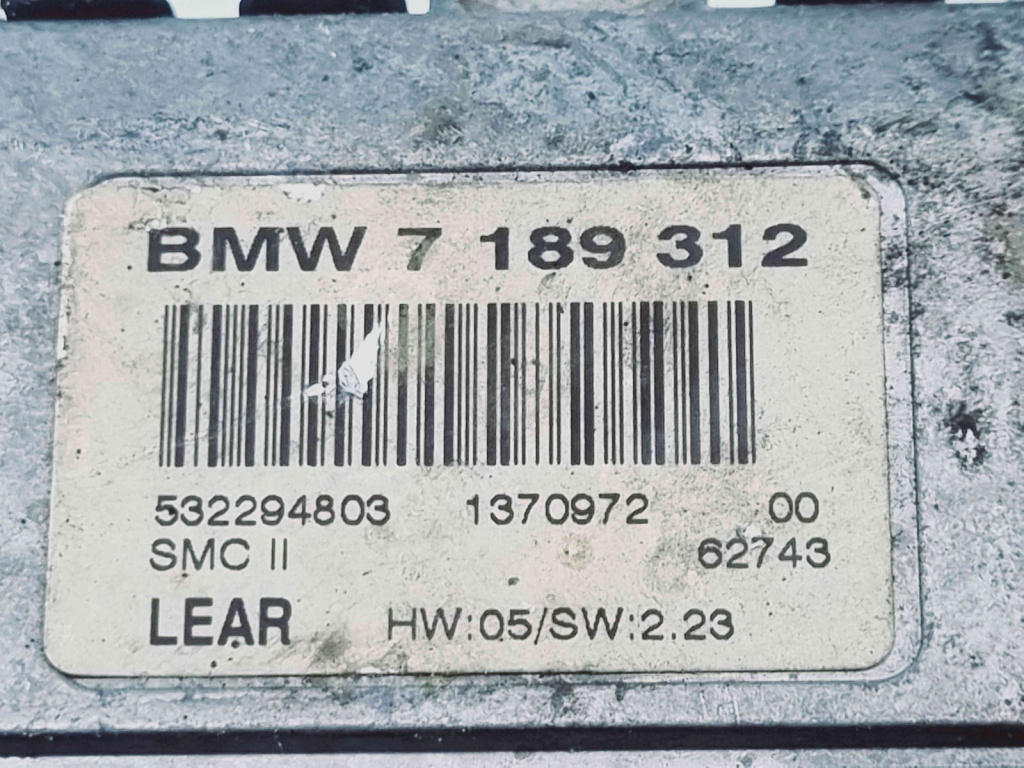 BMW 7 189 312
532294803 1370972 00
SMC II 62743
LEAR HW:05/SW:2.23